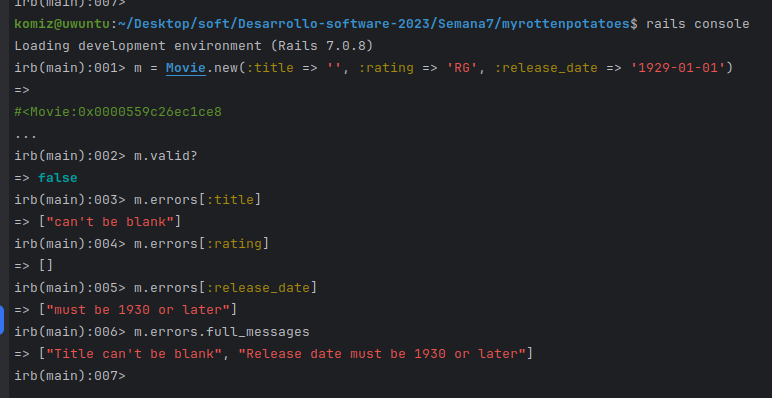 irb(main):007>
komiz@uwuntu:~/Desktop/soft/Desarrollo-software-2023/Semana7/myrottenpotatoes$ rails console
Loading development environment (Rails 7.0.8)
irb(main):001> m = Movie.new(:title => '', :rating => 'RG', :release_date => '1929-01-01')
=>
#<Movie:0x0000559c26ec1ce8
...
irb(main):002> m.valid?
=> false
irb(main):003> m.errors[:title]
=> ["can't be blank"]
irb(main):004> m.errors[:rating]
=> []
irb(main):005> m.errors[:release_date]
=> ["must be 1930 or later"]
irb(main):006> m.errors.full_messages
=> ["Title can't be blank", "Release date must be 1930 or later"]
irb(main):007>